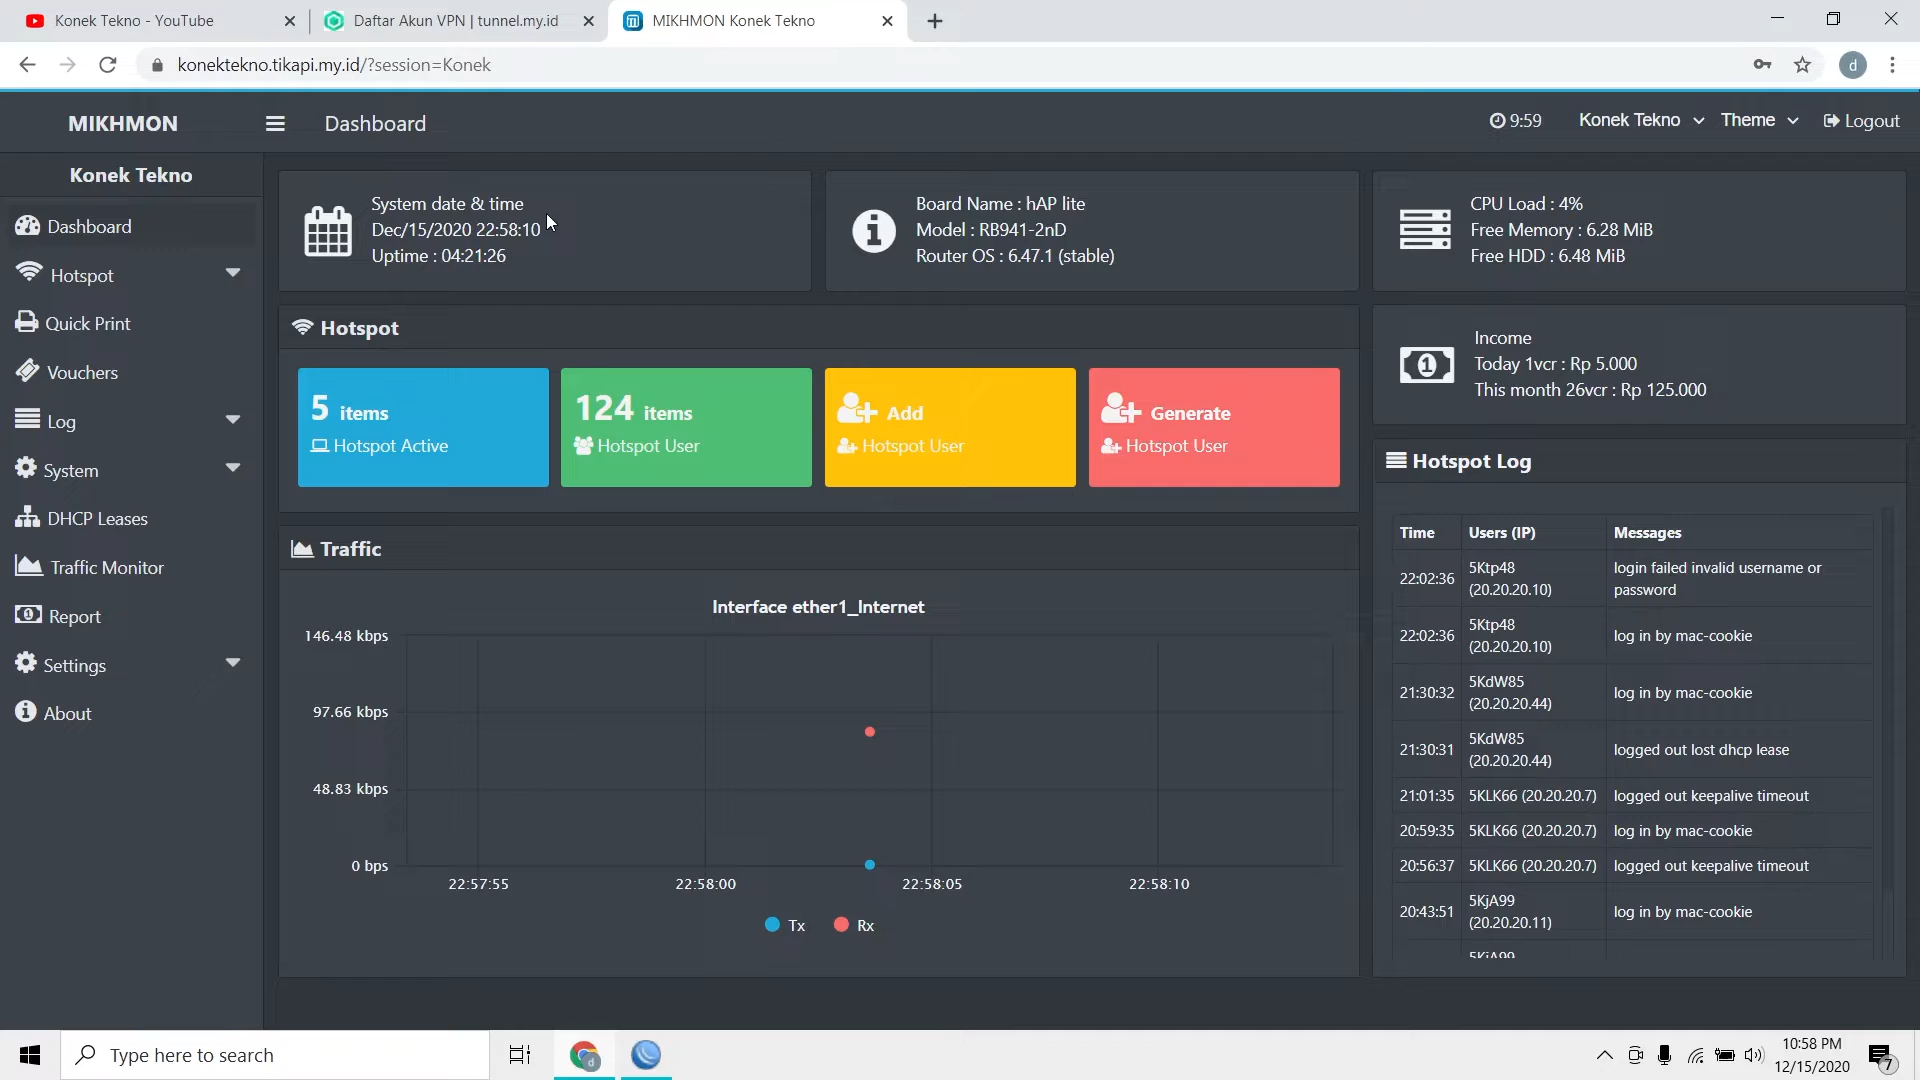 Konek Tekno - YouTube
Daftar Akun VPN | tunnel.my.id
MIKHMON Konek Tekno
konektekno.tikapi.my.id/?session=Konek
d
MIKHMON
Dashboard
9:59
Konek Tekno
Theme
Logout
Konek Tekno
Dashboard
Hotspot
Quick Print
Vouchers
Log
System
DHCP Leases
Traffic Monitor
Report
Settings
About
System date & time
Dec/15/2020 22:58:10
Uptime : 04:21:26
Board Name : hAP lite
Model : RB941-2nD
Router OS : 6.47.1 (stable)
CPU Load : 4%
Free Memory : 6.28 MiB
Free HDD : 6.48 MiB
Hotspot
5 items
Hotspot Active
124 items
Hotspot User
Add
Hotspot User
Generate
Hotspot User
Income
Today 1vcr : Rp 5.000
This month 26vcr : Rp 125.000
Traffic
Interface ether1_Internet
146.48 kbps
97.66 kbps
48.83 kbps
0 bps
22:57:55
22:58:00
22:58:05
22:58:10
Tx
Rx
Hotspot Log
Time Users (IP) Messages
22:02:36 5Ktp48 (20.20.20.10) login failed invalid username or password
22:02:36 5Ktp48 (20.20.20.10) log in by mac-cookie
21:30:32 5KdW85 (20.20.20.44) log in by mac-cookie
21:30:31 5KdW85 (20.20.20.44) logged out lost dhcp lease
21:01:35 5KLK66 (20.20.20.7) logged out keepalive timeout
20:59:35 5KLK66 (20.20.20.7) log in by mac-cookie
20:56:37 5KLK66 (20.20.20.7) logged out keepalive timeout
20:43:51 5KjA99 (20.20.20.11) log in by mac-cookie
5KjA99
Type here to search
d
10:58 PM
12/15/2020
7